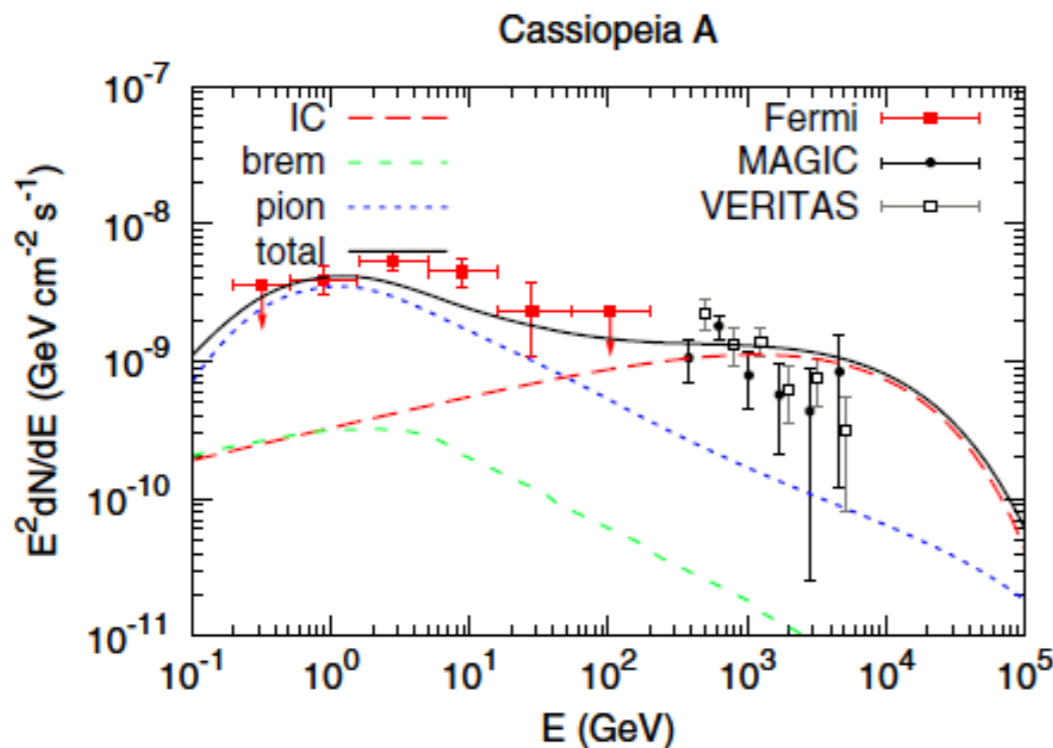 Cassiopeia A
10^-7
10^-8
10^-9
10^-10
10^-11
E^2dN/dE (GeV cm^-2 s^-1)
IC
brem
pion
total
Fermi
MAGIC
VERITAS
10^-1 10^0 10^1 10^2 10^3 10^4 10^5
E (GeV)